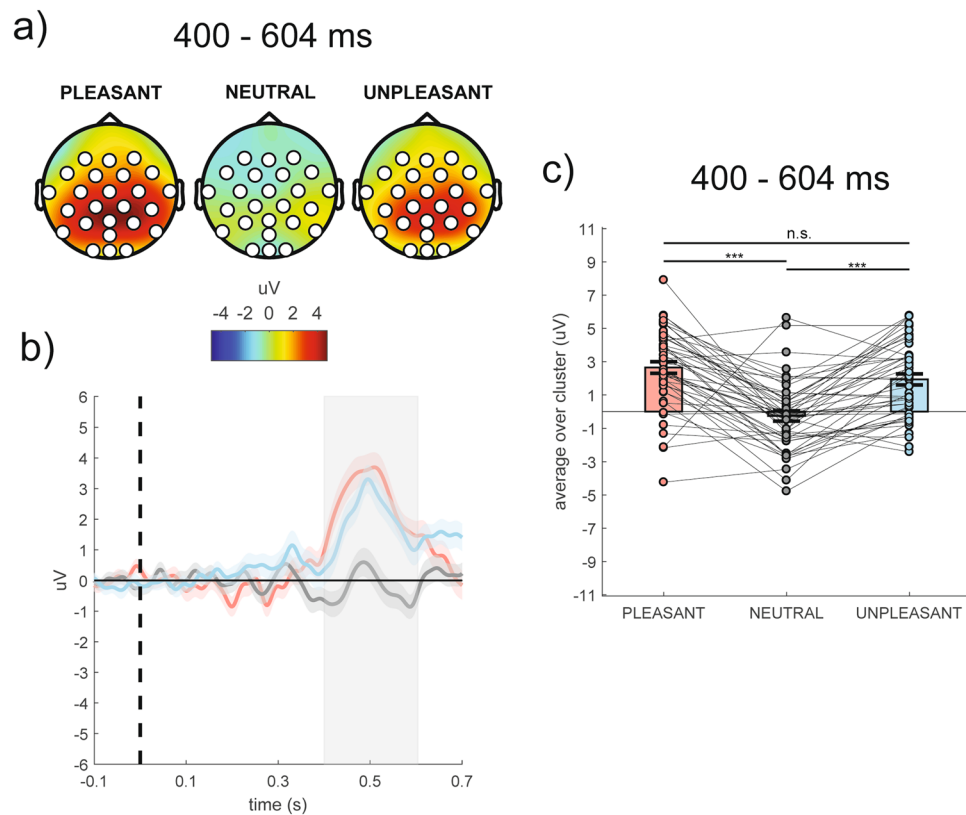 a)
400 - 604 ms
PLEASANT NEUTRAL UNPLEASANT
uV
-4 -2 0 2 4
b)
6
5
4
3
2
1
0
-1
-2
-3
-4
-5
-6
uV
-0.1 0.1 0.3 0.5 0.7
time (s)
c)
400 - 604 ms
11
9
7
5
3
1
-1
-3
-5
-7
-9
-11
average over cluster (uV)
n.s.
*** ***
PLEASANT NEUTRAL UNPLEASANT